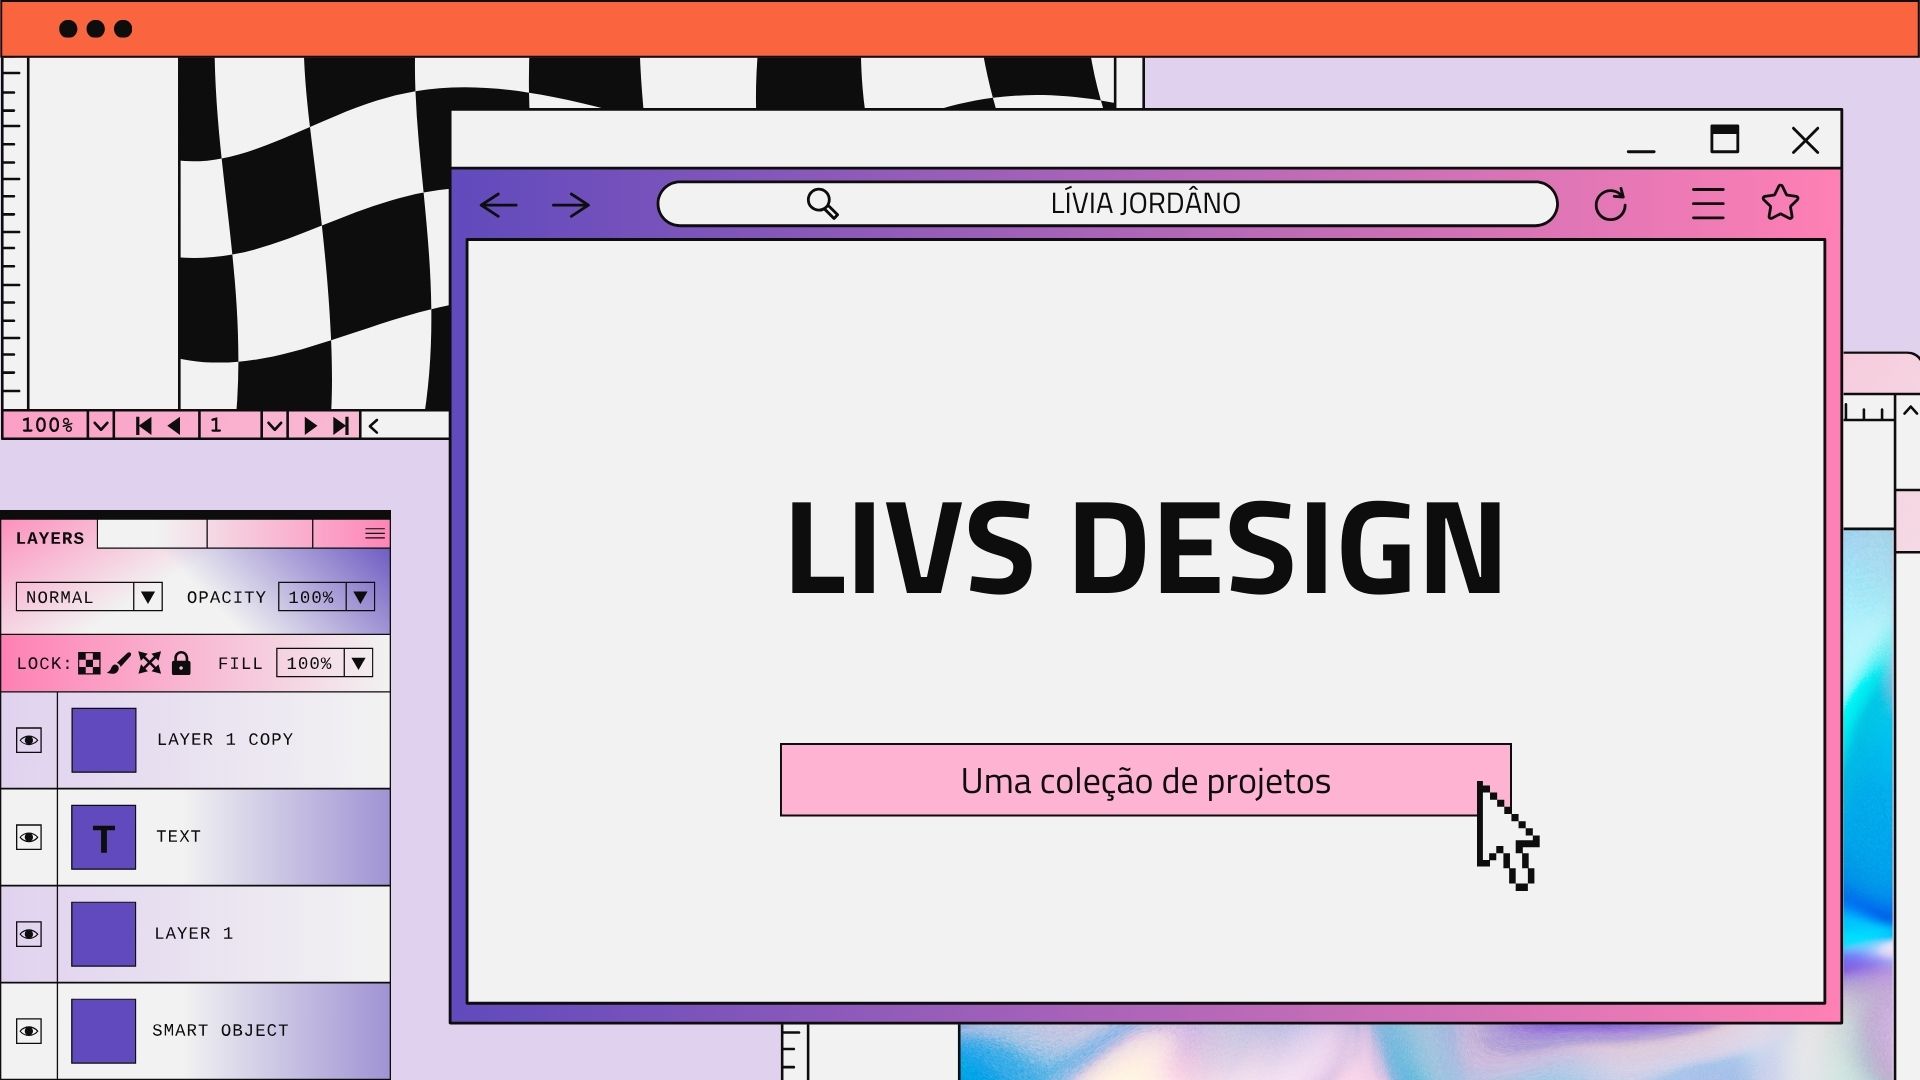 LÍVIA JORDÂNO
100%
1
LIVS DESIGN
LAYERS
NORMAL
OPACITY
100%
LOCK:
FILL
100%
LAYER 1 COPY
Uma coleção de projetos
T
TEXT
LAYER 1
SMART OBJECT